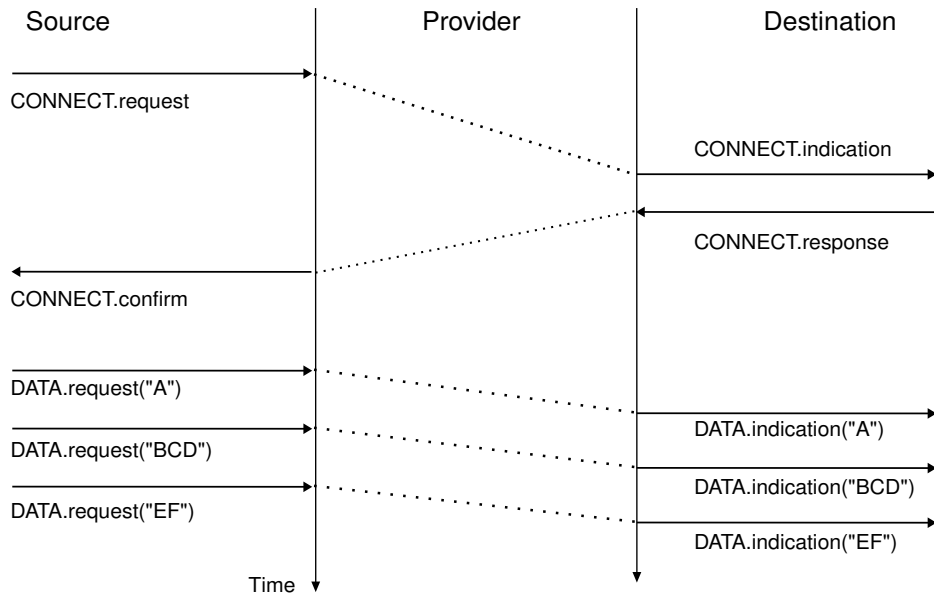 Source
Provider
Destination
CONNECT.request
CONNECT.indication
CONNECT.response
CONNECT.confirm
DATA.request("A")
DATA.indication("A")
DATA.request("BCD")
DATA.indication("BCD")
DATA.request("EF")
DATA.indication("EF")
Time